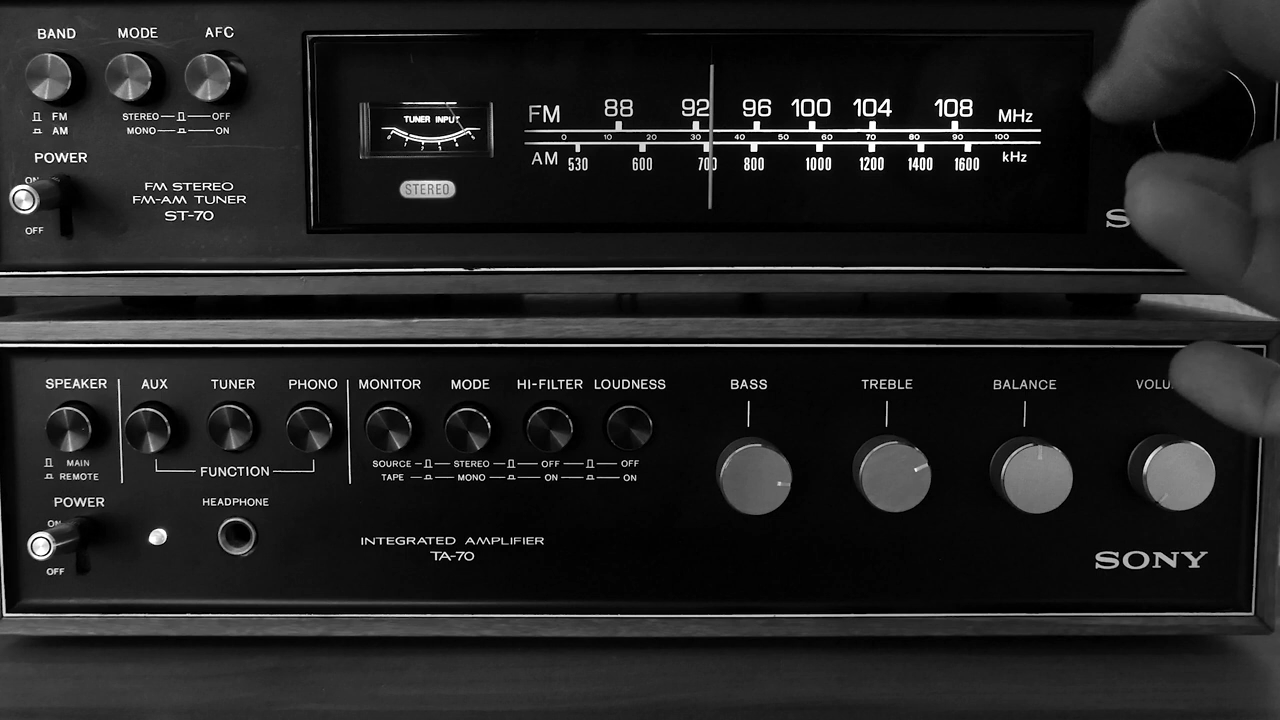 BAND MODE AFC
FM STEREO OFF
AM MONO ON
POWER
ON
OFF
FM STEREO
FM-AM TUNER
ST-70
TUNER INPUT
STEREO
FM 88 92 96 100 104 108 MHz
0 10 20 30 40 50 60 70 80 90 100
AM 530 600 700 800 1000 1200 1400 1600 kHz
S
SPEAKER AUX TUNER PHONO MONITOR MODE HI-FILTER LOUDNESS BASS TREBLE BALANCE VOLU
MAIN
REMOTE
FUNCTION
SOURCE STEREO OFF OFF
TAPE MONO ON ON
POWER
ON
OFF
HEADPHONE
INTEGRATED AMPLIFIER
TA-70
SONY